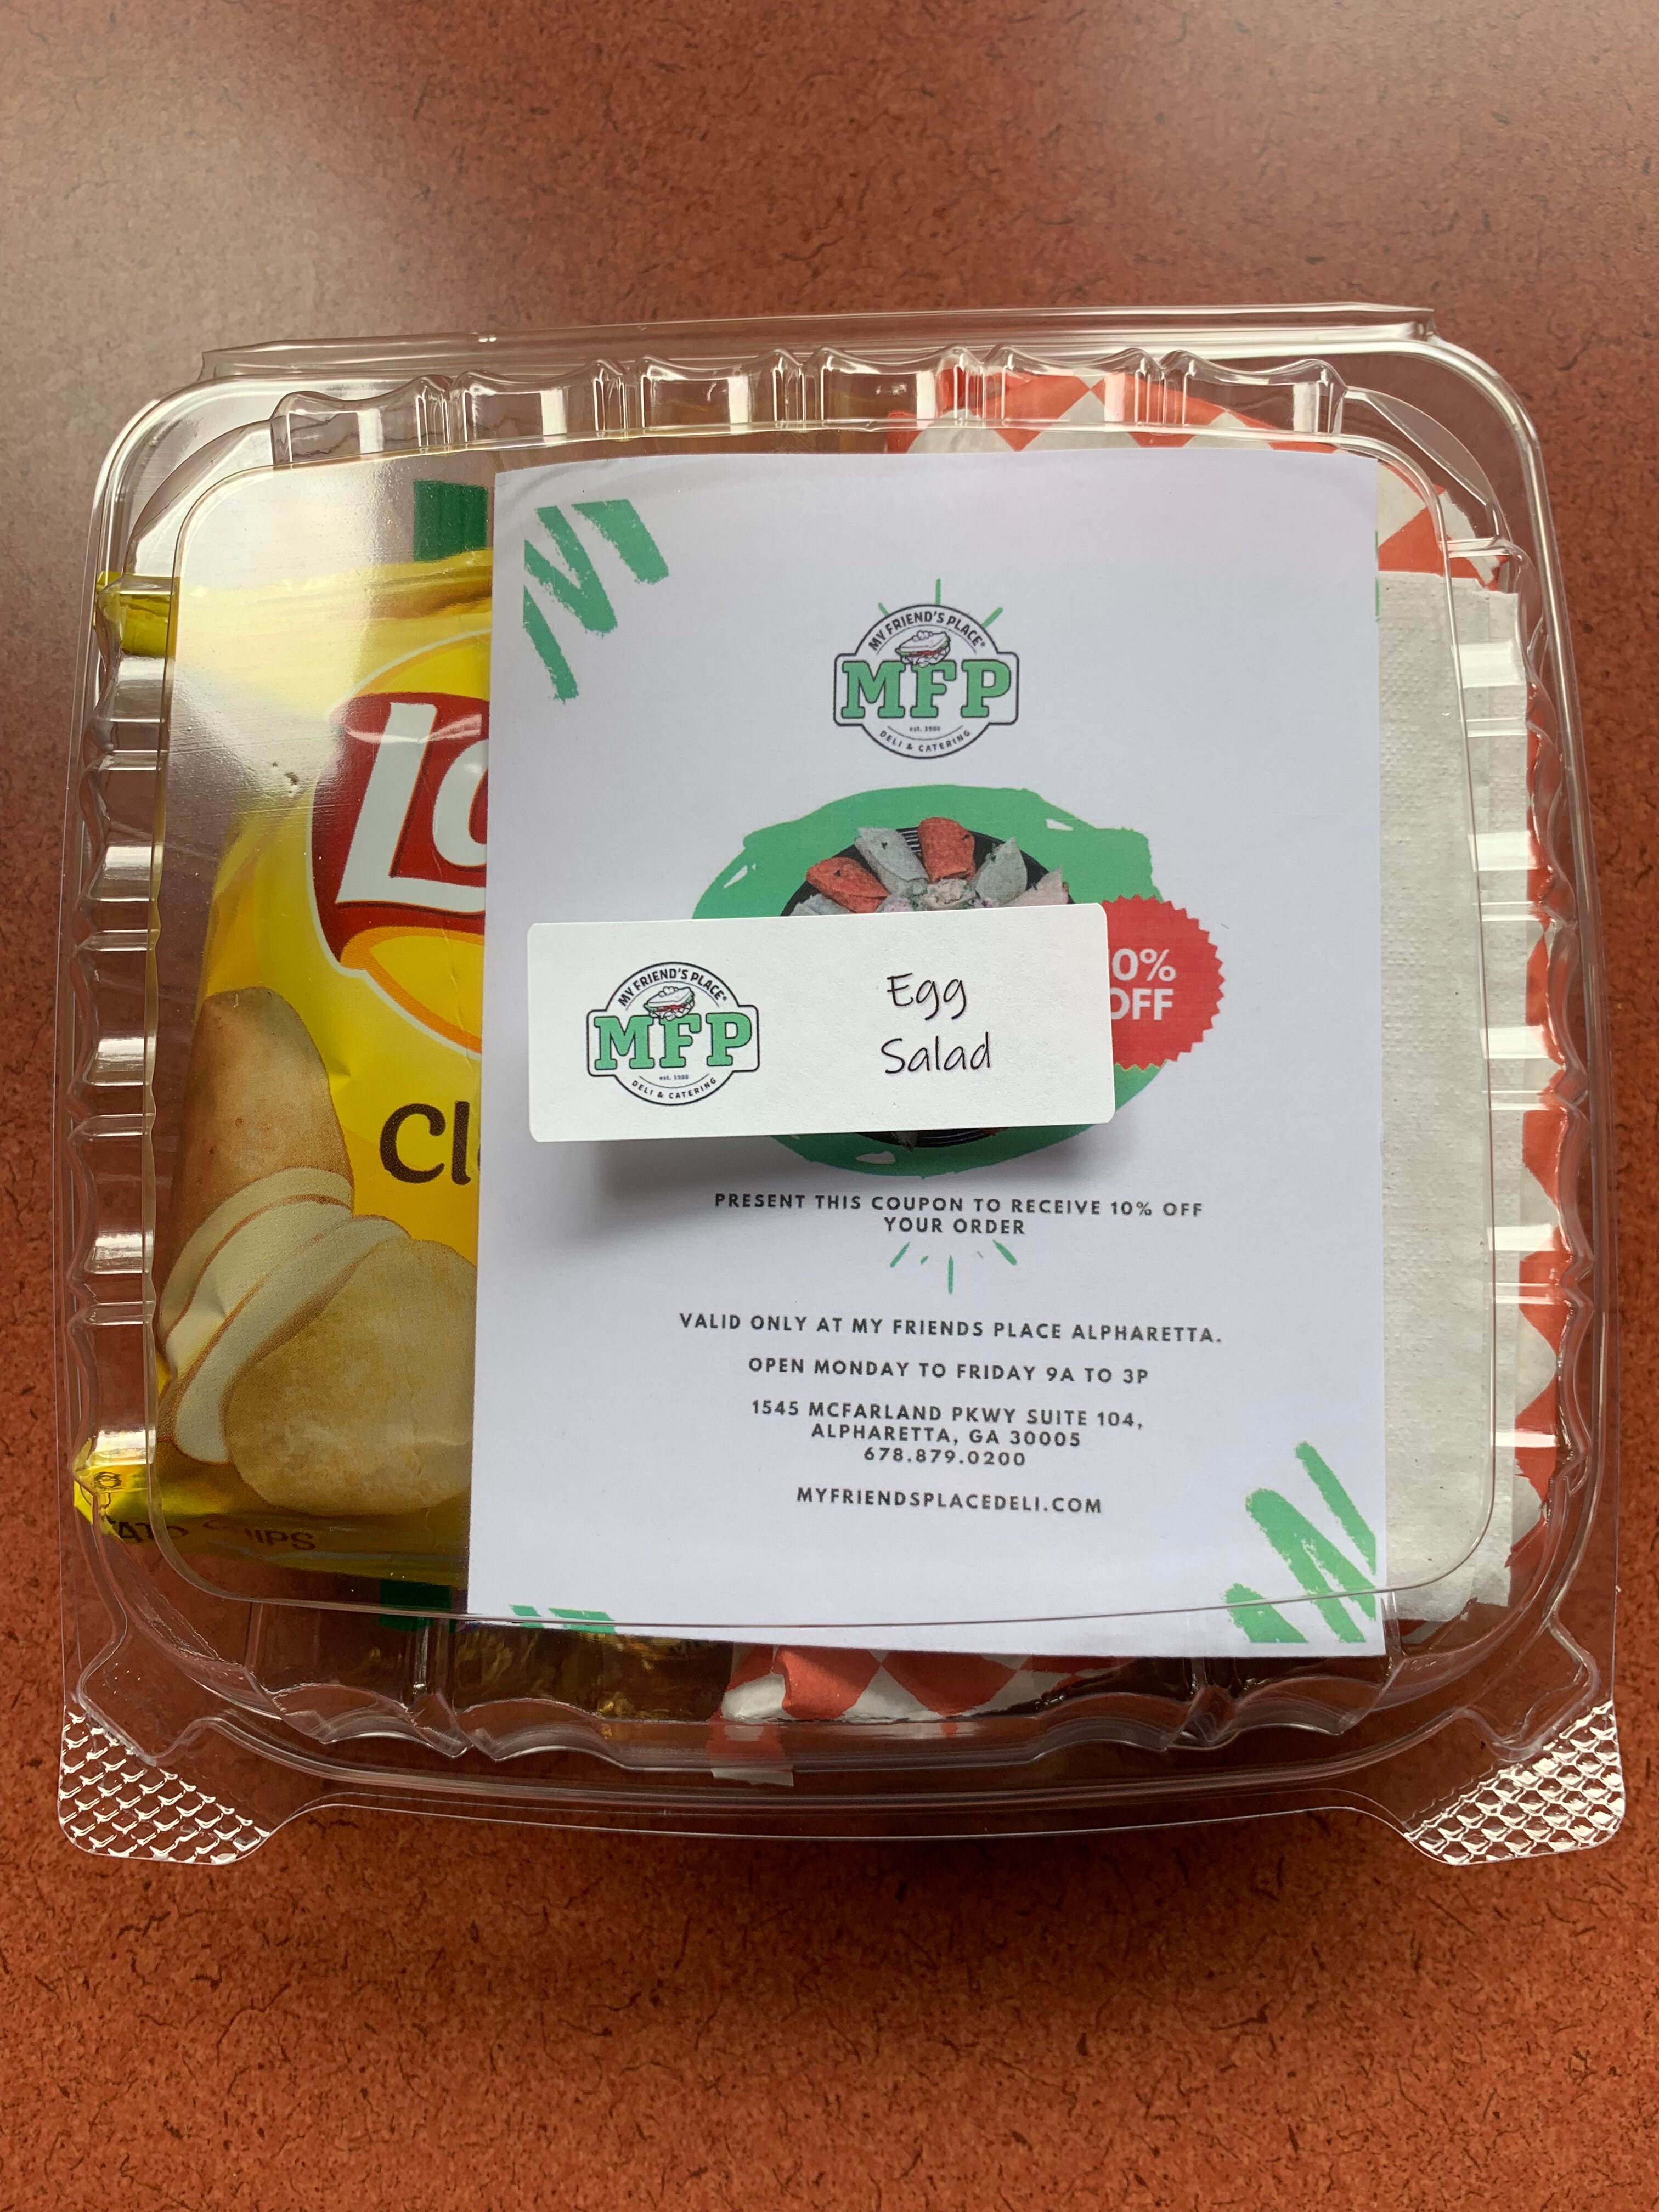 MY FRIEND'S PLACE
MFP
est. 1980
DELI & CATERING
0%
OFF
MY FRIEND'S PLACE®
MFP
est. 1980
DELI & CATERING
Egg
Salad
PRESENT THIS COUPON TO RECEIVE 10% OFF
YOUR ORDER
VALID ONLY AT MY FRIENDS PLACE ALPHARETTA.
OPEN MONDAY TO FRIDAY 9A TO 3P
1545 MCFARLAND PKWY SUITE 104,
ALPHARETTA, GA 30005
678.879.0200
MYFRIENDSPLACEDELI.COM
La
Cl